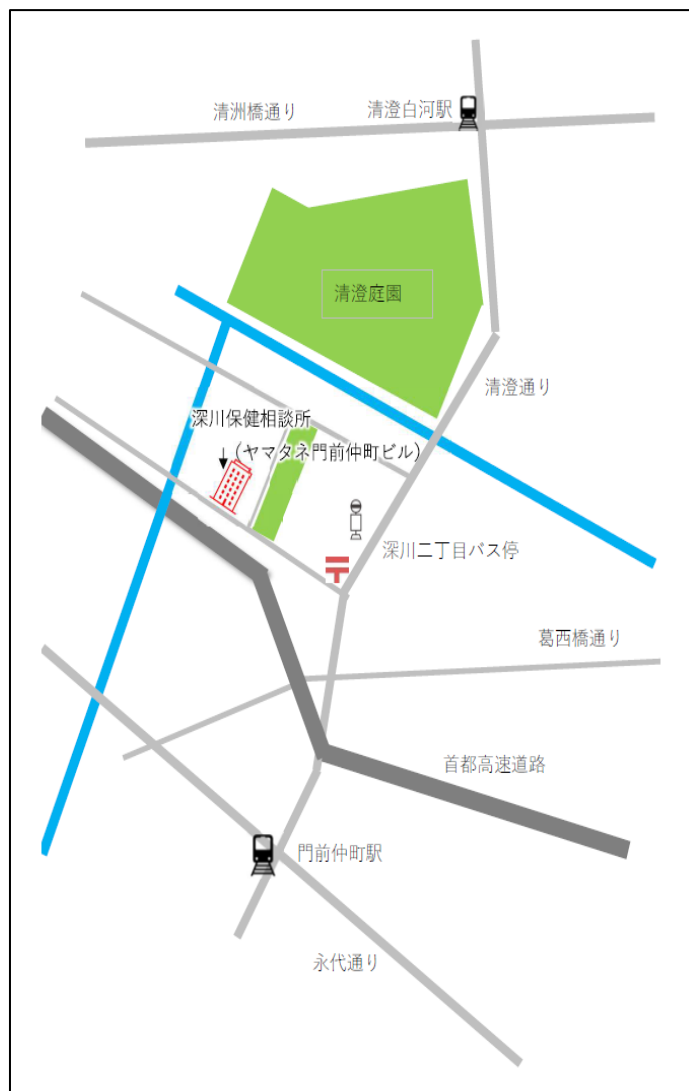 清洲橋通り
清澄白河駅
清澄庭園
清澄通り
深川保健相談所
（ヤマタネ門前仲町ビル）
深川二丁目バス停
葛西橋通り
首都高速道路
門前仲町駅
永代通り